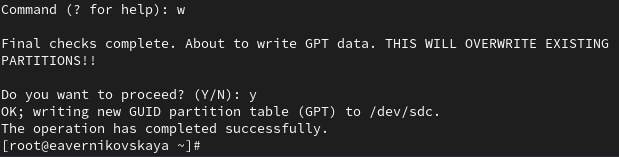 Command (? for help): w
Final checks complete. About to write GPT data. THIS WILL OVERWRITE EXISTING
PARTITIONS!!
Do you want to proceed? (Y/N): y
OK; writing new GUID partition table (GPT) to /dev/sdc.
The operation has completed successfully.
[root@eavernikovskaya ~]#